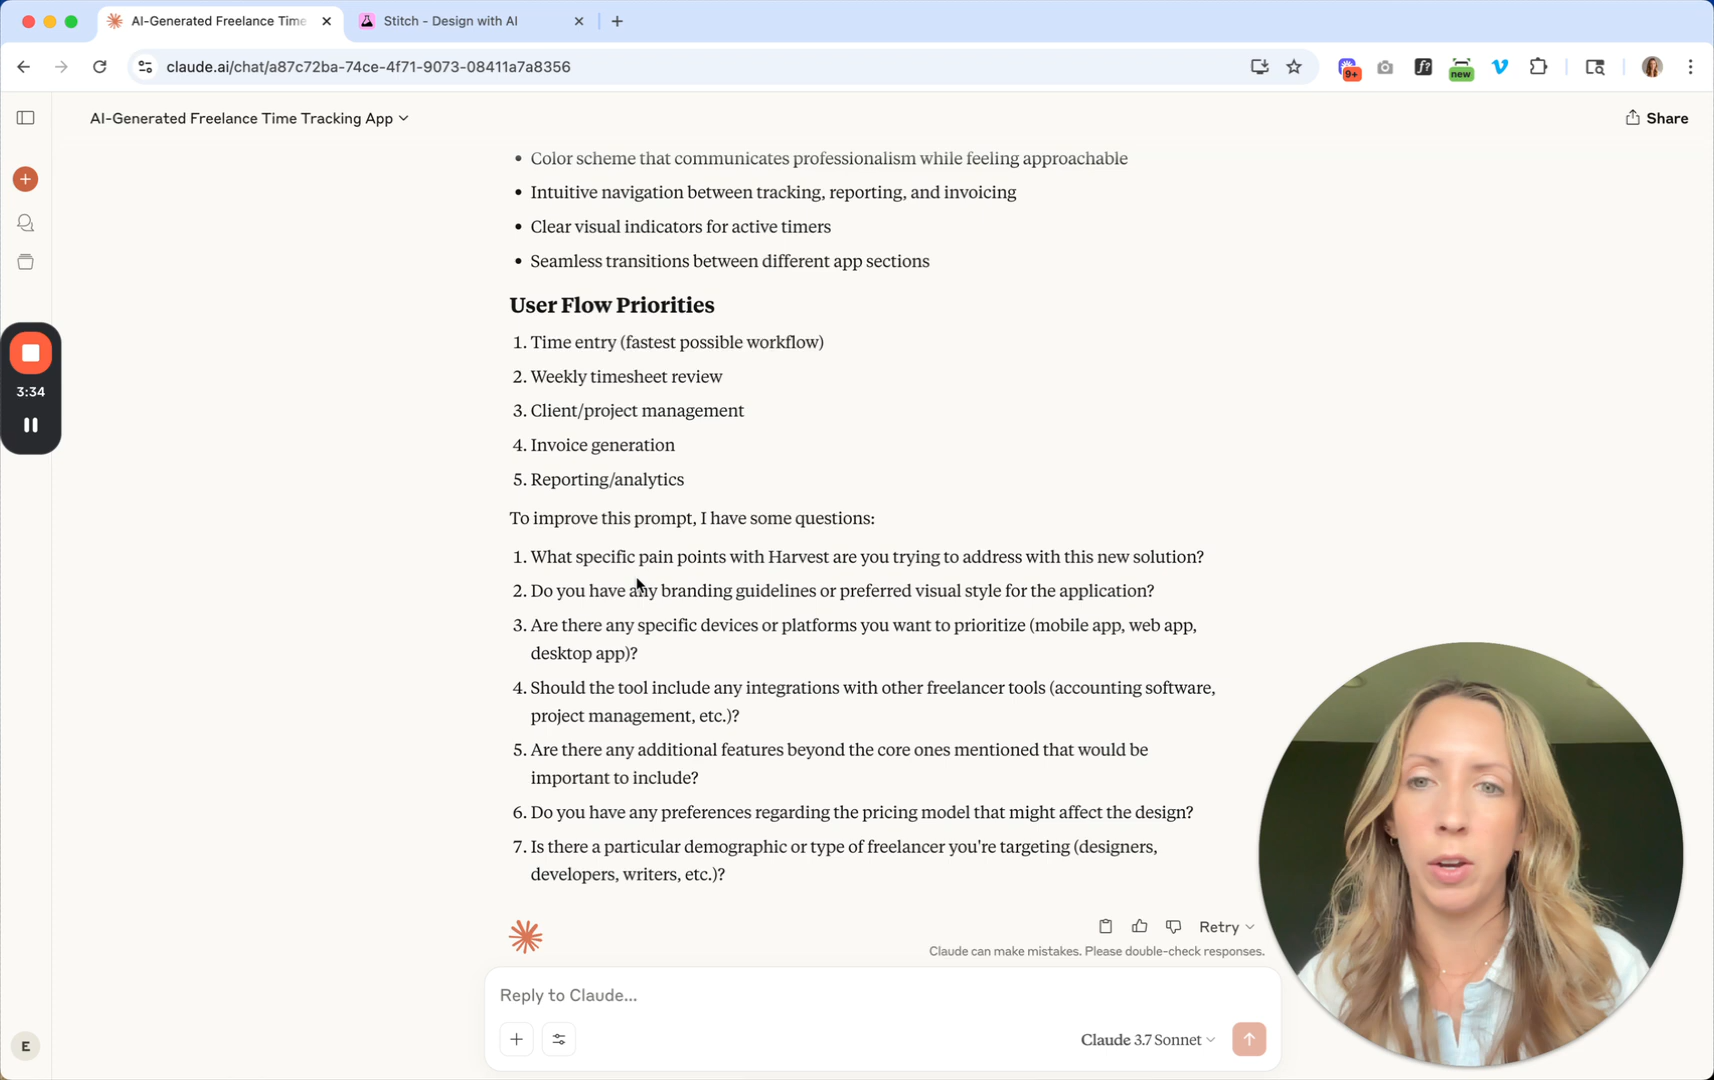 AI-Generated Freelance Time
Stitch - Design with AI
claude.ai/chat/a87c72ba-74ce-4f71-9073-08411a7a8356
9+
f?
new
AI-Generated Freelance Time Tracking App
Share
• Color scheme that communicates professionalism while feeling approachable
• Intuitive navigation between tracking, reporting, and invoicing
• Clear visual indicators for active timers
• Seamless transitions between different app sections
User Flow Priorities
1. Time entry (fastest possible workflow)
2. Weekly timesheet review
3. Client/project management
4. Invoice generation
5. Reporting/analytics
3:34
To improve this prompt, I have some questions:
1. What specific pain points with Harvest are you trying to address with this new solution?
2. Do you have any branding guidelines or preferred visual style for the application?
3. Are there any specific devices or platforms you want to prioritize (mobile app, web app,
desktop app)?
4. Should the tool include any integrations with other freelancer tools (accounting software,
project management, etc.)?
5. Are there any additional features beyond the core ones mentioned that would be
important to include?
6. Do you have any preferences regarding the pricing model that might affect the design?
7. Is there a particular demographic or type of freelancer you're targeting (designers,
developers, writers, etc.)?
Retry
Claude can make mistakes. Please double-check responses.
Reply to Claude...
Claude 3.7 Sonnet
E